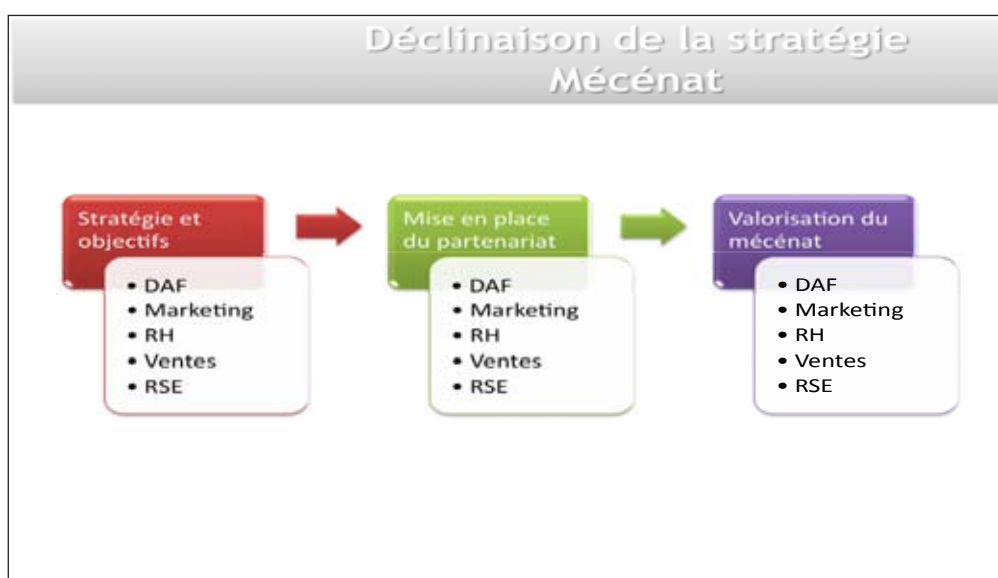 Déclinaison de la stratégie
Mécénat
Stratégie et
objectifs
• DAF
• Marketing
• RH
• Ventes
• RSE
Mise en place
du partenariat
• DAF
• Marketing
• RH
• Ventes
• RSE
Valorisation du
mécénat
• DAF
• Marketing
• RH
• Ventes
• RSE